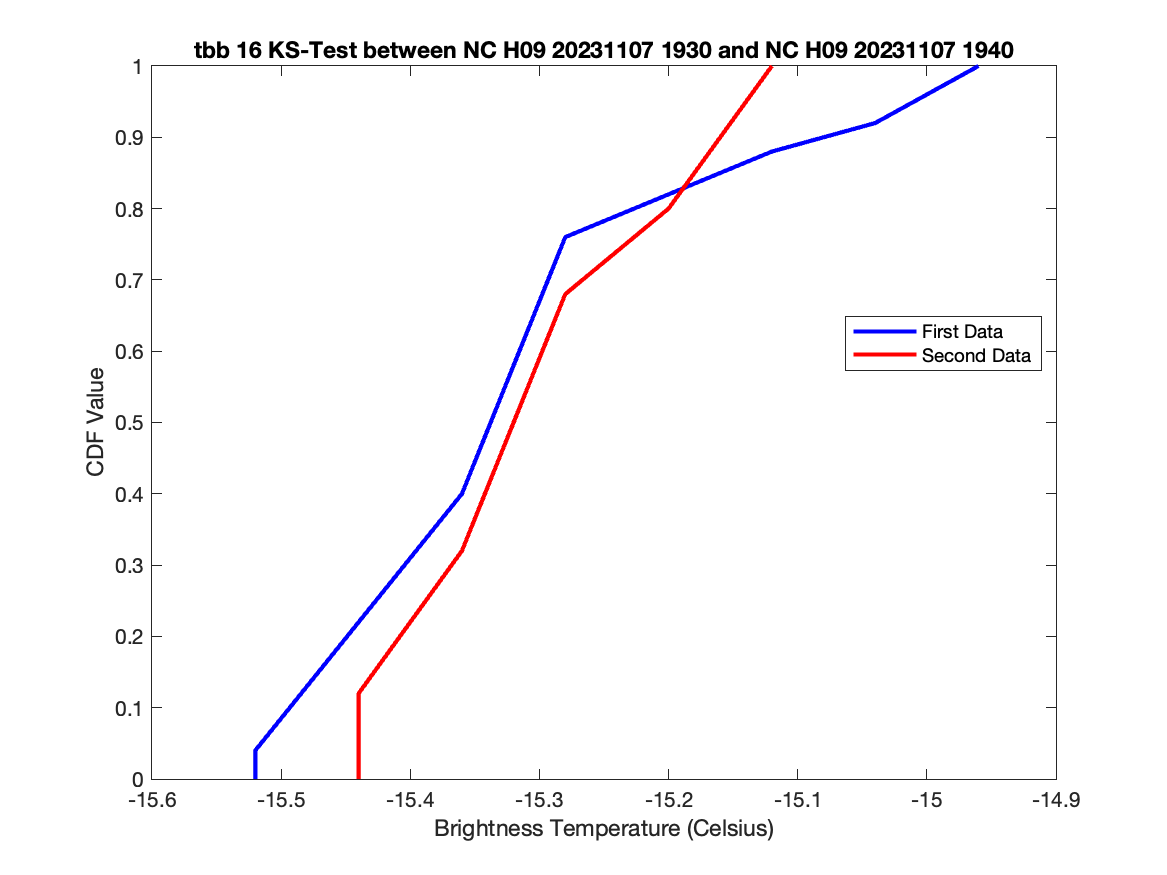 tbb 16 KS-Test between NC H09 20231107 1930 and NC H09 20231107 1940
1
0.9
0.8
0.7
0.6
0.5
0.4
0.3
0.2
0.1
0
CDF Value
First Data
Second Data
-15.6 -15.5 -15.4 -15.3 -15.2 -15.1 -15 -14.9
Brightness Temperature (Celsius)